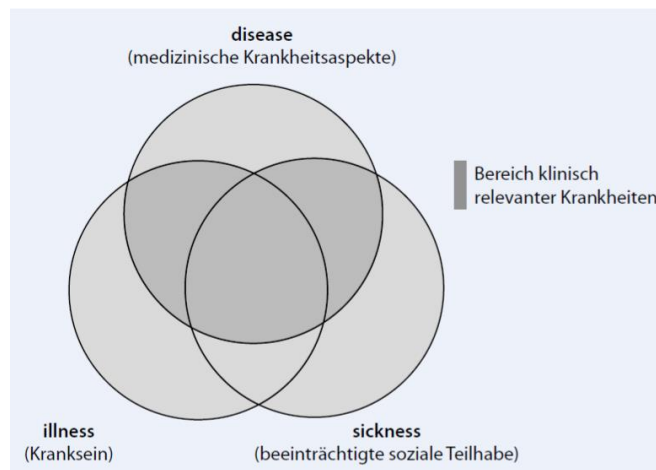 disease
(medizinische Krankheitsaspekte)
Bereich klinisch
relevanter Krankheiten
illness
(Kranksein)
sickness
(beeinträchtigte soziale Teilhabe)